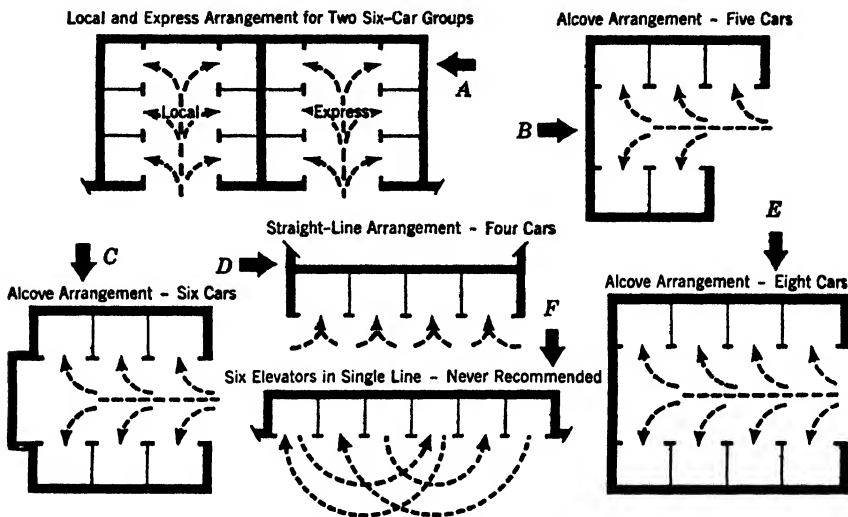 Local and Express Arrangement for Two Six-Car Groups
Alcove Arrangement - Five Cars
A
Local
Express
B
Straight-Line Arrangement - Four Cars
E
C
D
Alcove Arrangement - Six Cars
F
Alcove Arrangement - Eight Cars
Six Elevators in Single Line - Never Recommended